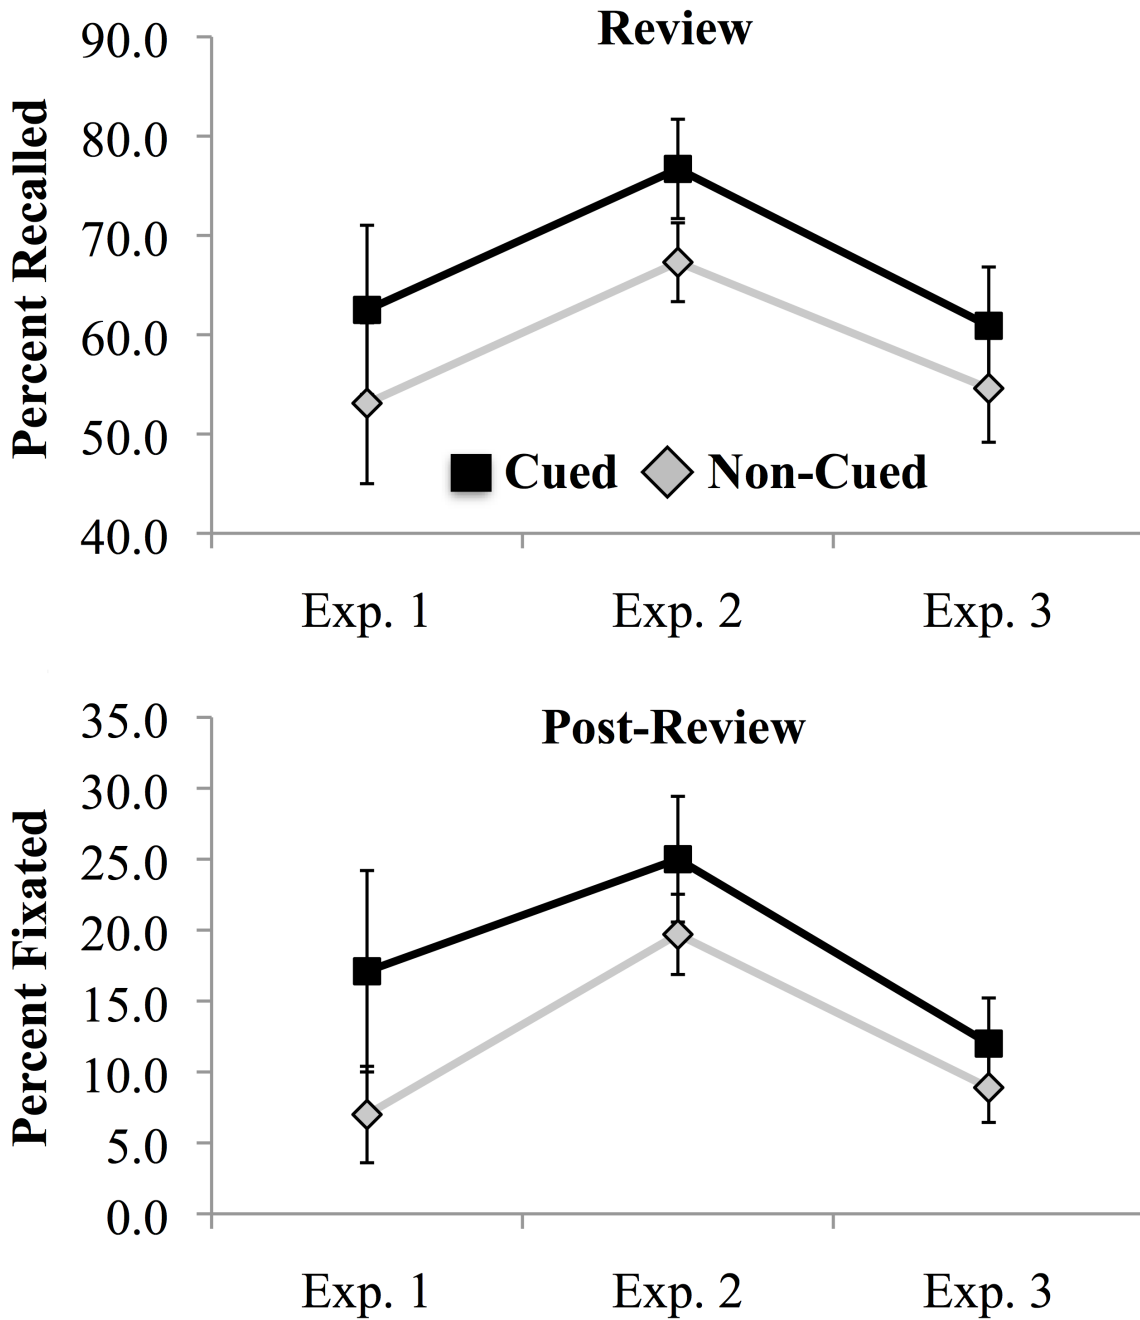 Review
Percent Recalled
90.0
80.0
70.0
60.0
50.0
40.0
Cued Non-Cued
Exp. 1 Exp. 2 Exp. 3
Post-Review
Percent Fixated
35.0
30.0
25.0
20.0
15.0
10.0
5.0
0.0
Exp. 1 Exp. 2 Exp. 3